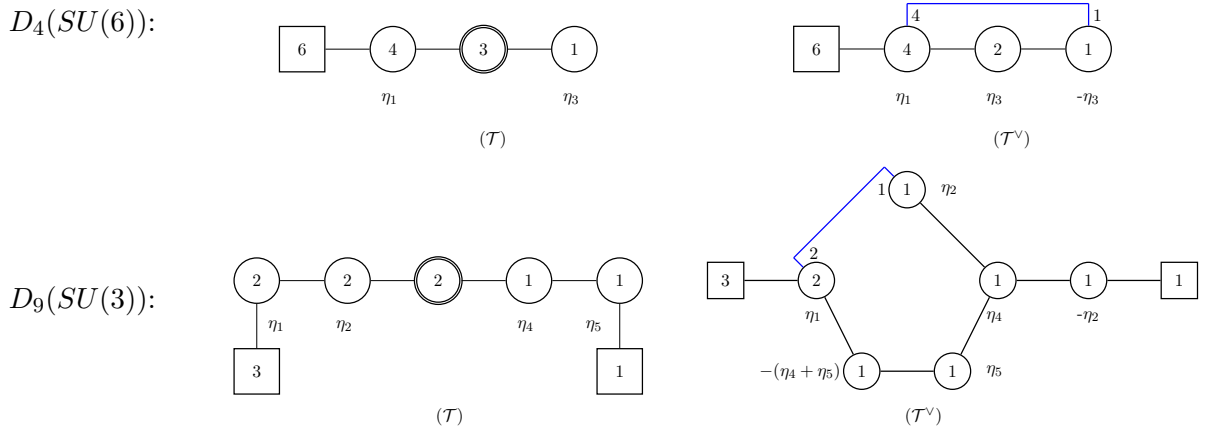 D₄(SU(6)):
6 4 3 1
η₁ η₃
(𝒯)
4 1
6 4 2 1
η₁ η₃ -η₃
(𝒯^∨)
D₉(SU(3)):
2 2 2 1 1
η₁ η₂ η₄ η₅
3 1
(𝒯)
1 1 η₂
2
3 2 1 1 1
η₁ η₄ -η₂
−(η₄ + η₅) 1 1 η₅
(𝒯^∨)